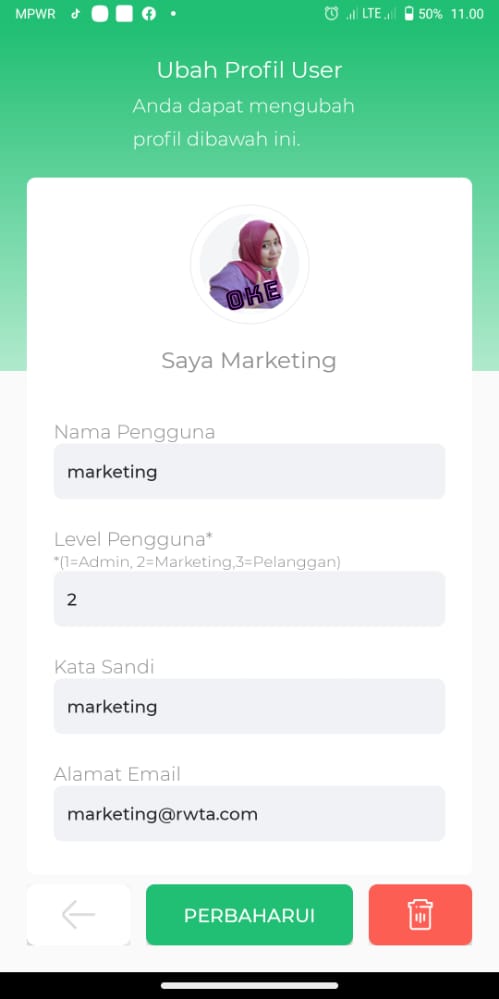 MPWR LTE 50% 11.00
Ubah Profil User
Anda dapat mengubah
profil dibawah ini.
OKE
Saya Marketing
Nama Pengguna
marketing
Level Pengguna*
*(1=Admin, 2=Marketing,3=Pelanggan)
2
Kata Sandi
marketing
Alamat Email
marketing@rwta.com
PERBAHARUI